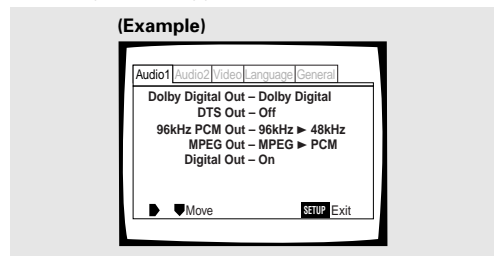 (Example)
Audio1 Audio2 Video Language General
Dolby Digital Out – Dolby Digital
DTS Out – Off
96kHz PCM Out – 96kHz ► 48kHz
MPEG Out – MPEG ► PCM
Digital Out – On
Move SETUP Exit